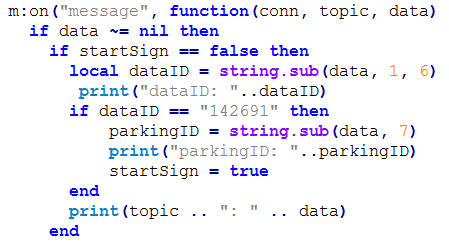 m:on("message", function(conn, topic, data)
if data ~= nil then
if startSign == false then
local dataID = string.sub(data, 1, 6)
print("dataID: "..dataID)
if dataID == "142691" then
parkingID = string.sub(data, 7)
print("parkingID: "..parkingID)
startSign = true
end
print(topic .. ": " .. data)
end